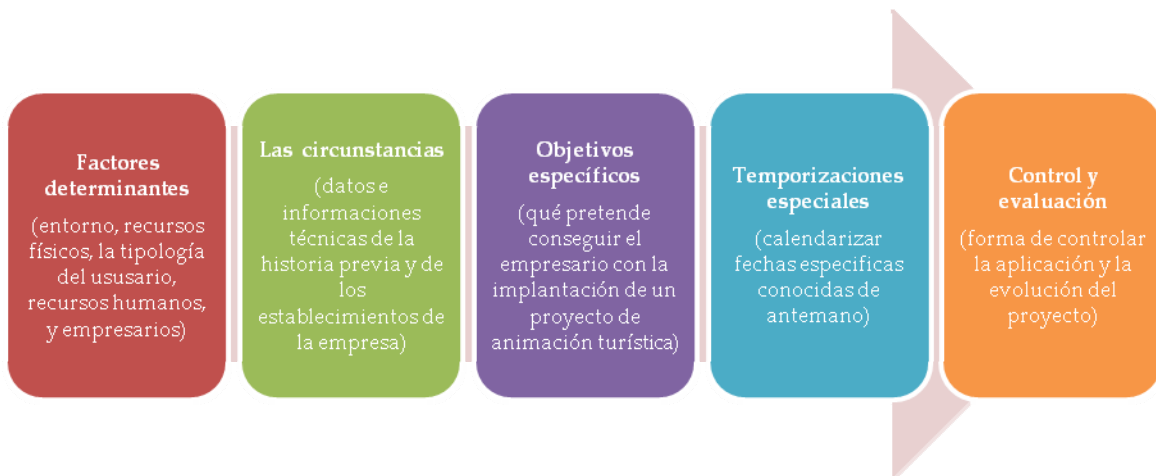 Factores
determinantes
(entorno, recursos
físicos, la tipología
del ususario,
recursos humanos,
y empresarios)
Las circunstancias
(datos e
informaciones
técnicas de la
historia previa y de
los
establecimientos de
la empresa)
Objetivos
específicos
(qué pretende
conseguir el
empresario con la
implantación de un
proyecto de
animación turística)
Temporizaciones
especiales
(calendarizar
fechas especificas
conocidas de
antemano)
Control y
evaluación
(forma de controlar
la aplicación y la
evolución del
proyecto)